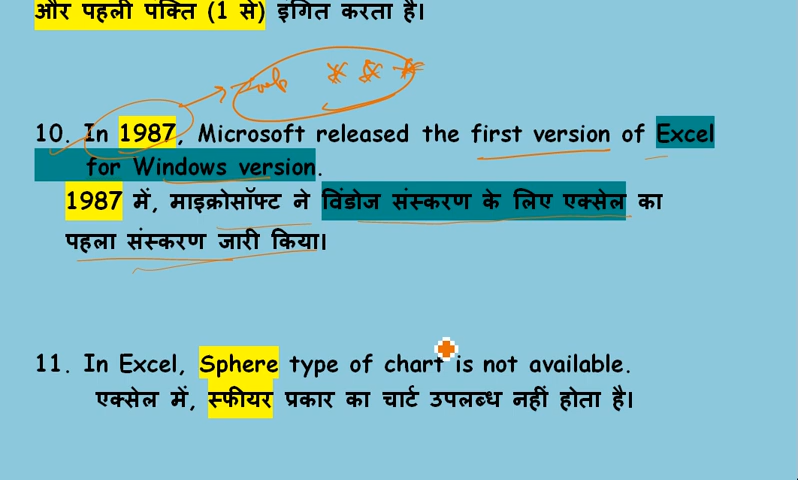 और पहली पंक्ति (1 से) इंगित करता है।
10. In 1987, Microsoft released the first version of Excel
for Windows version.
1987 में, माइक्रोसॉफ्ट ने विंडोज संस्करण के लिए एक्सेल का
पहला संस्करण जारी किया।
11. In Excel, Sphere type of chart is not available.
एक्सेल में, स्फीयर प्रकार का चार्ट उपलब्ध नहीं होता है।